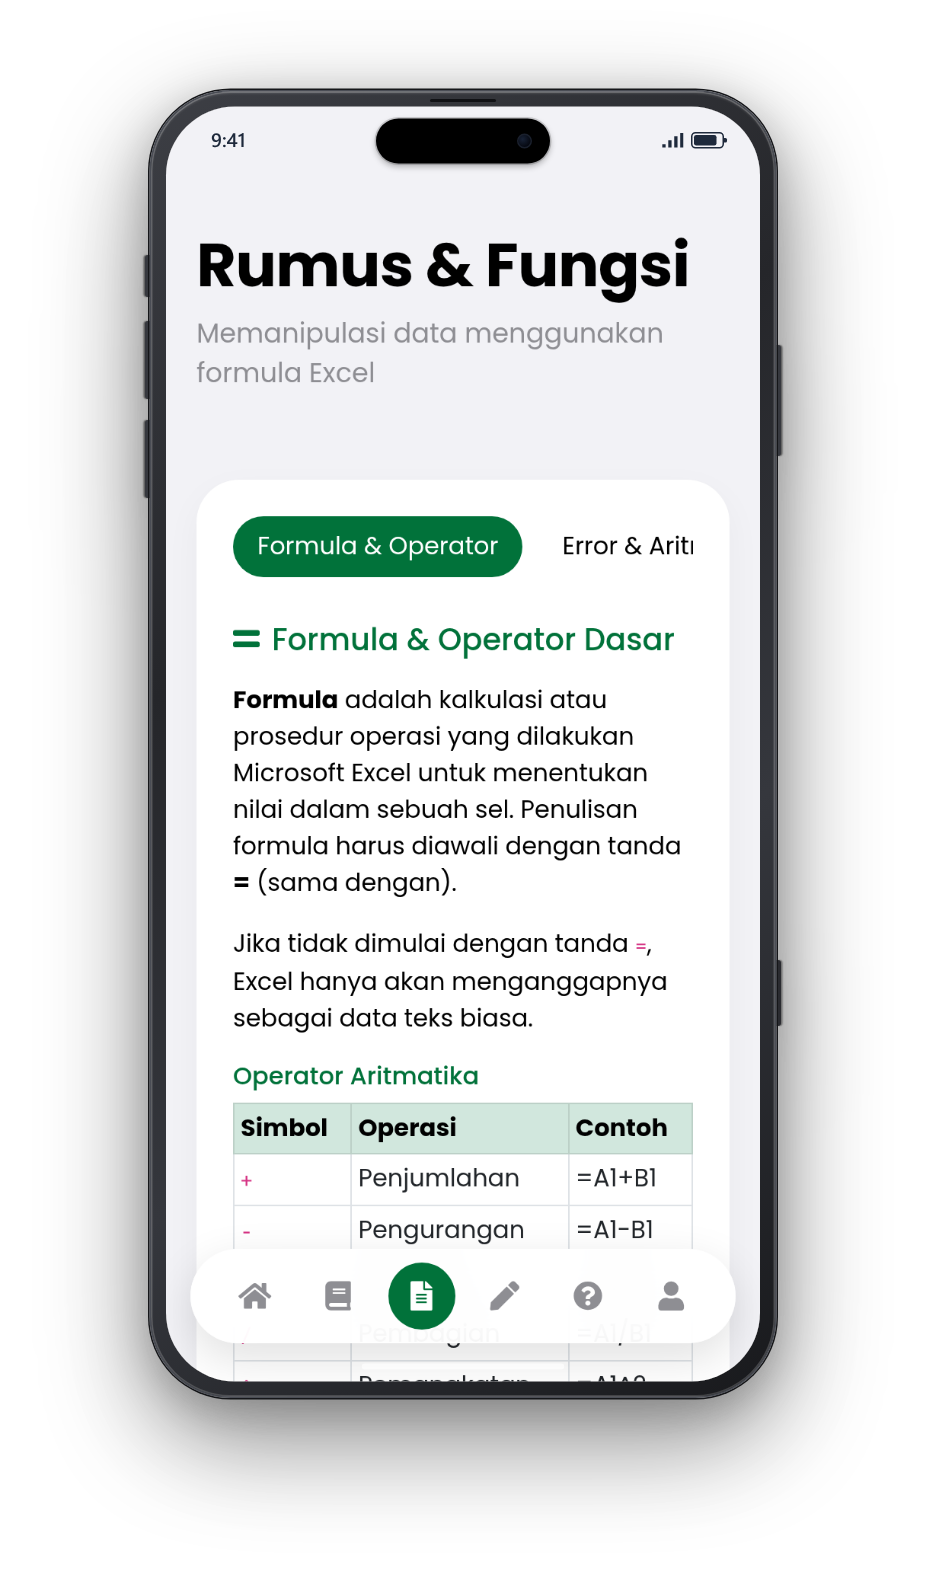 9:41
Rumus & Fungsi
Memanipulasi data menggunakan
formula Excel
Formula & Operator
Error & Arit
= Formula & Operator Dasar
Formula adalah kalkulasi atau
prosedur operasi yang dilakukan
Microsoft Excel untuk menentukan
nilai dalam sebuah sel. Penulisan
formula harus diawali dengan tanda
= (sama dengan).
Jika tidak dimulai dengan tanda =,
Excel hanya akan menganggapnya
sebagai data teks biasa.
Operator Aritmatika
Simbol Operasi Contoh
+ Penjumlahan =A1+B1
- Pengurangan =A1-B1
Pembagian =A1/B1